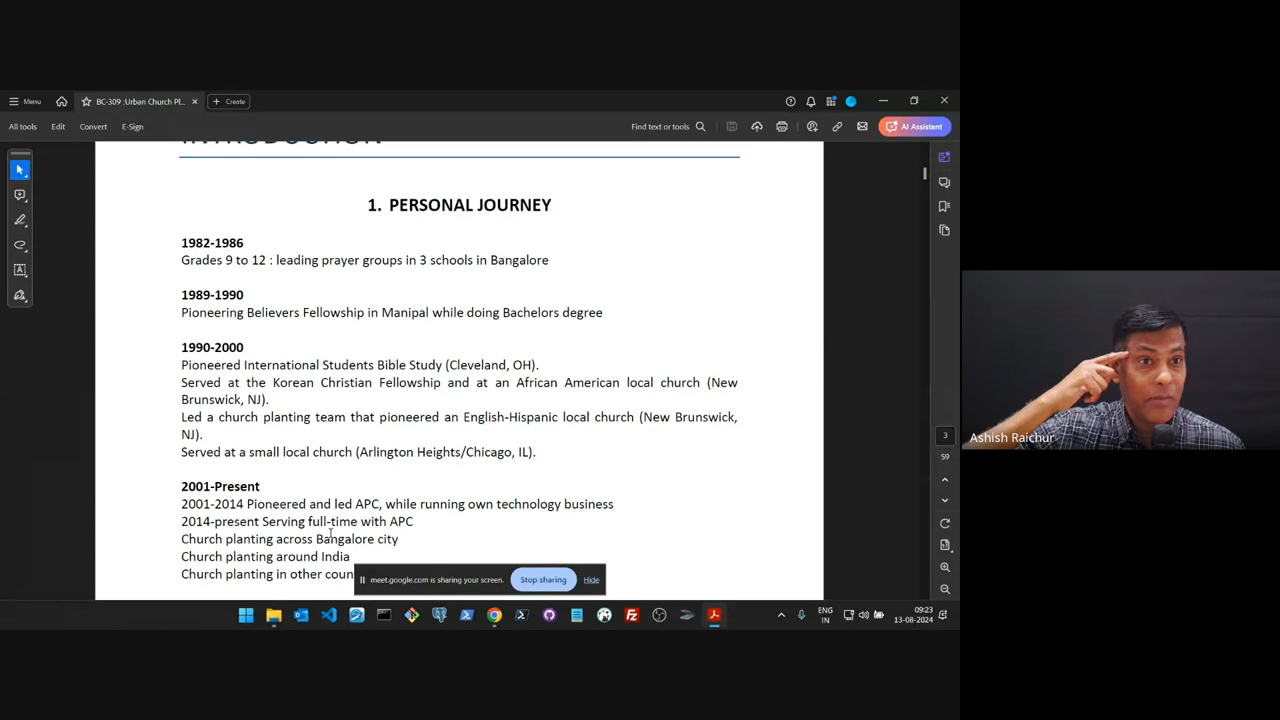 Menu
BC-309 :Urban Church Pl...
Create
All tools
Edit
Convert
E-Sign
Find text or tools
AI Assistant
INTRODUCTION
1. PERSONAL JOURNEY
1982-1986
Grades 9 to 12 : leading prayer groups in 3 schools in Bangalore
1989-1990
Pioneering Believers Fellowship in Manipal while doing Bachelors degree
1990-2000
Pioneered International Students Bible Study (Cleveland, OH).
Served at the Korean Christian Fellowship and at an African American local church (New
Brunswick, NJ).
Led a church planting team that pioneered an English-Hispanic local church (New Brunswick,
NJ).
Served at a small local church (Arlington Heights/Chicago, IL).
2001-Present
2001-2014 Pioneered and led APC, while running own technology business
2014-present Serving full-time with APC
Church planting across Bangalore city
Church planting around India
Church planting in other coun
meet.google.com is sharing your screen.
Stop sharing
Hide
3
59
Ashish Raichur
ENG
IN
09:23
13-08-2024